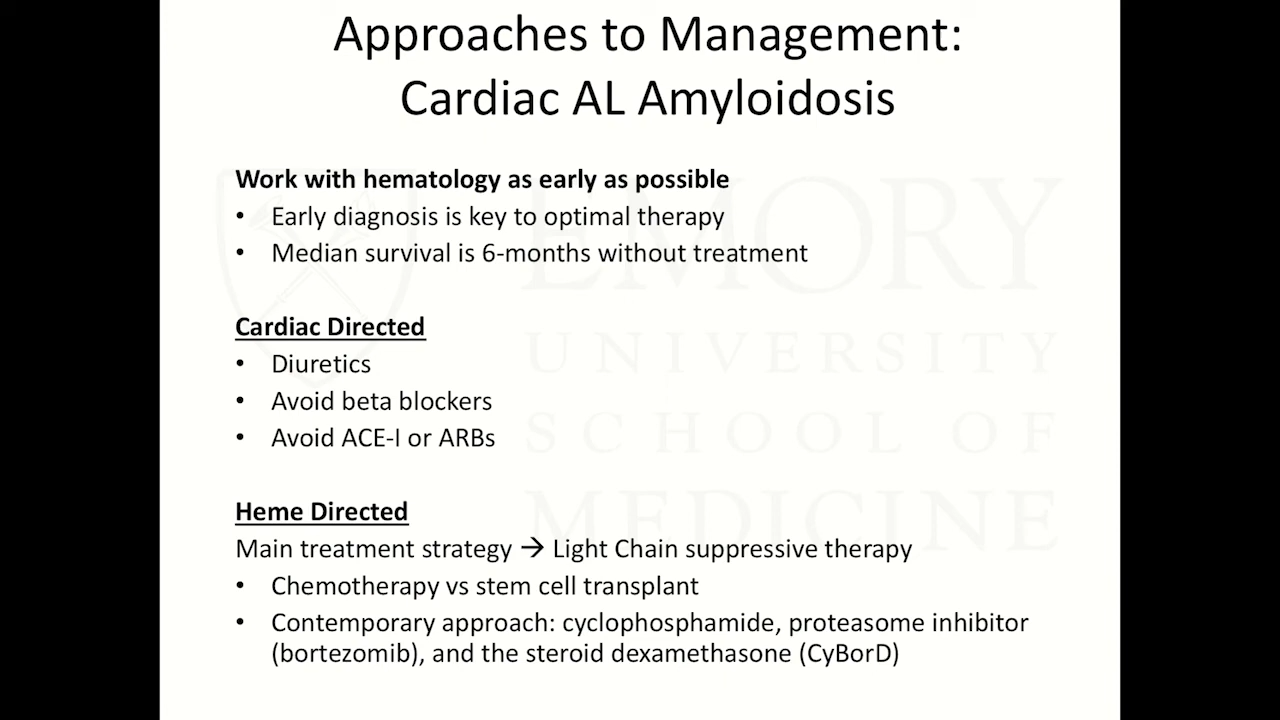 Approaches to Management:
Cardiac AL Amyloidosis
Work with hematology as early as possible
• Early diagnosis is key to optimal therapy
• Median survival is 6-months without treatment
Cardiac Directed
• Diuretics
• Avoid beta blockers
• Avoid ACE-I or ARBs
Heme Directed
Main treatment strategy → Light Chain suppressive therapy
• Chemotherapy vs stem cell transplant
• Contemporary approach: cyclophosphamide, proteasome inhibitor
(bortezomib), and the steroid dexamethasone (CyBorD)
EMORY
UNIVERSITY
SCHOOL OF
MEDICINE